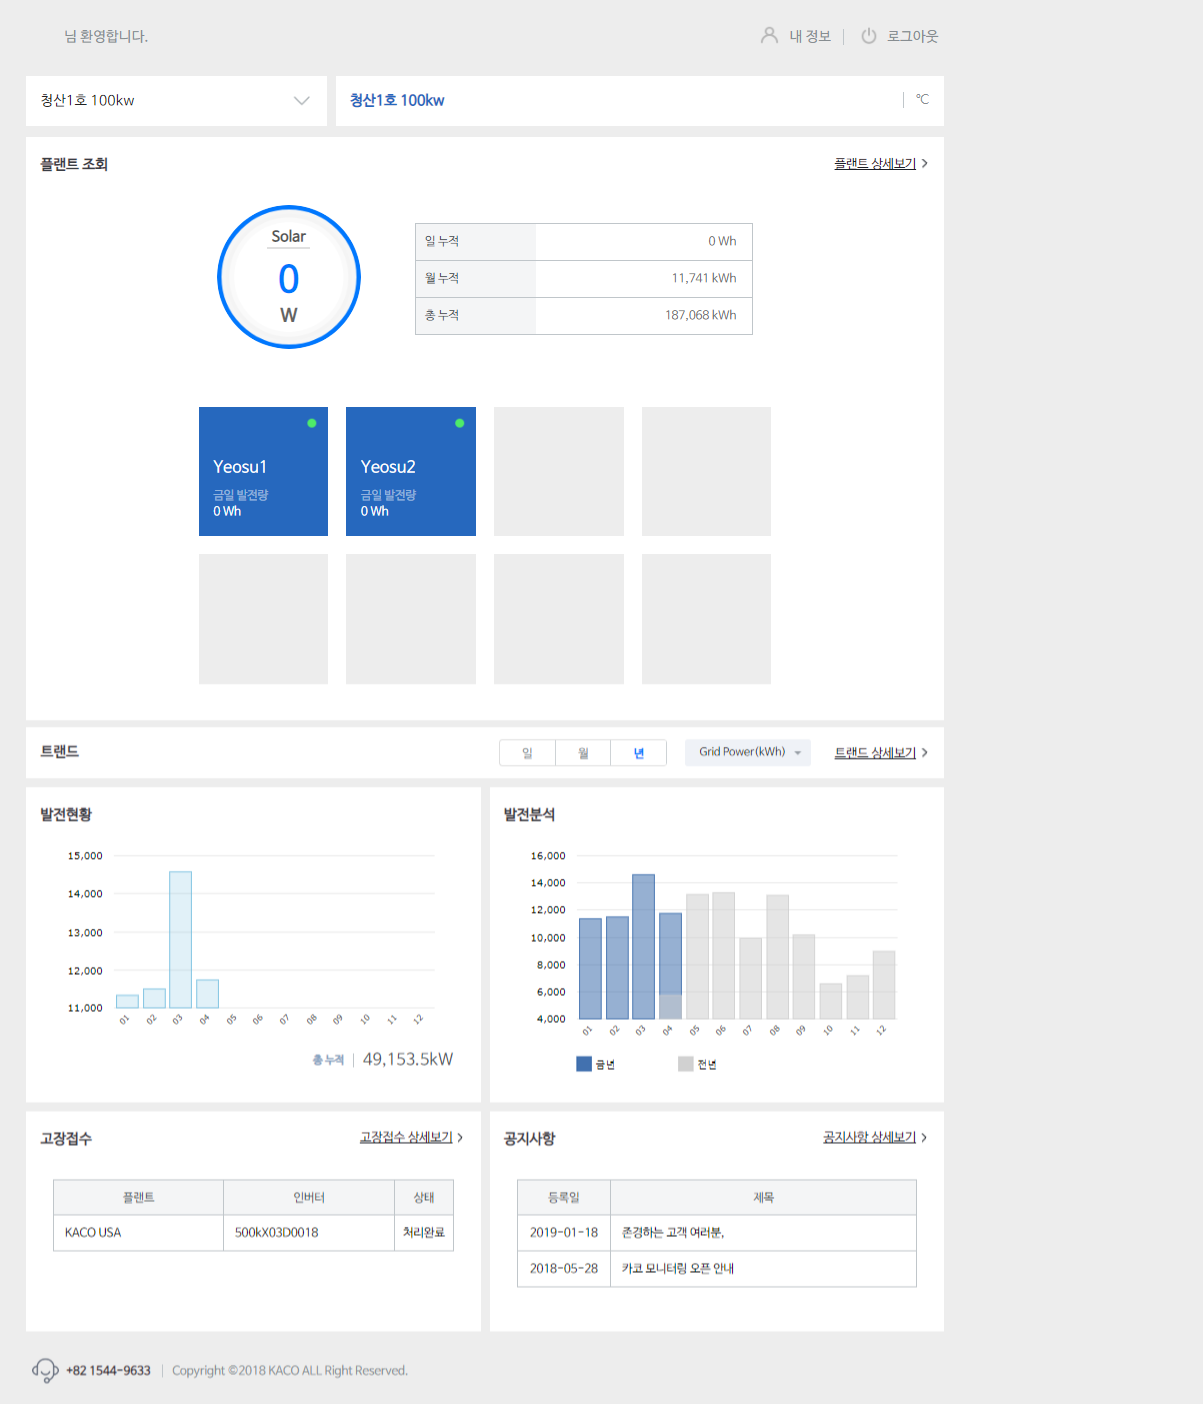 님 환영합니다.
내 정보
로그아웃
청산1호 100kw
청산1호 100kw
℃
플랜트 조회
플랜트 상세보기
Solar
0
W
일 누적 0 Wh
월 누적 11,741 kWh
총 누적 187,068 kWh
Yeosu1
금일 발전량
0 Wh
Yeosu2
금일 발전량
0 Wh
트랜드
일 월 년
Grid Power(kWh)
트랜드 상세보기
발전현황
15,000
14,000
13,000
12,000
11,000
01 02 03 04 05 06 07 08 09 10 11 12
총 누적 49,153.5kW
발전분석
16,000
14,000
12,000
10,000
8,000
6,000
4,000
01 02 03 04 05 06 07 08 09 10 11 12
금년 전년
고장접수
고장접수 상세보기
플랜트 인버터 상태
KACO USA 500kX03D0018 처리완료
공지사항
공지사항 상세보기
등록일 제목
2019-01-18 존경하는 고객 여러분,
2018-05-28 카코 모니터링 오픈 안내
+82 1544-9633
Copyright ©2018 KACO ALL Right Reserved.